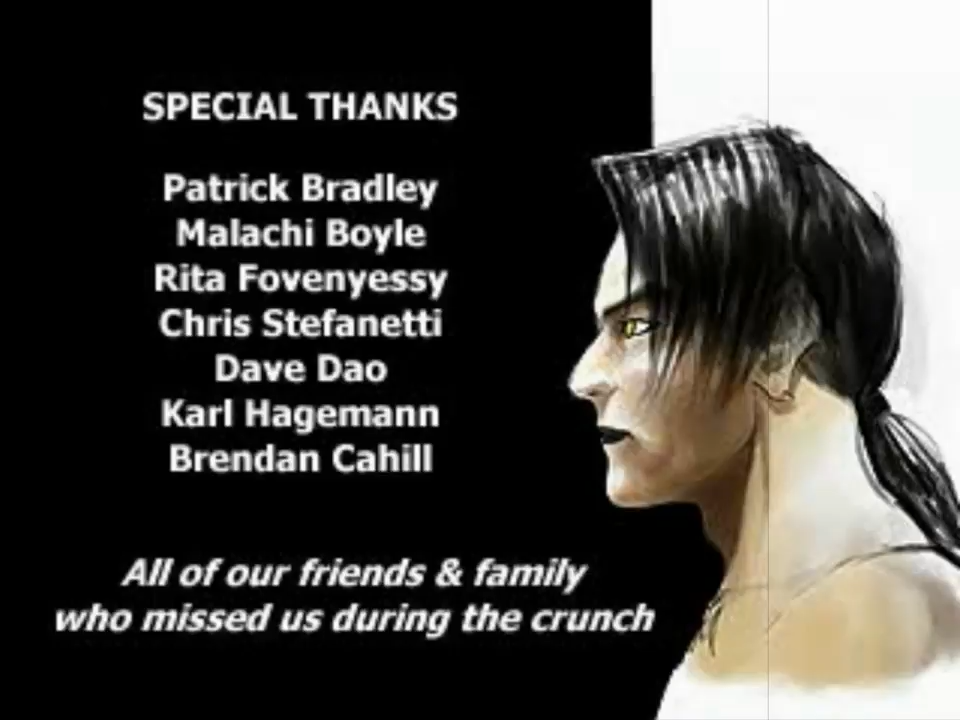 SPECIAL THANKS
Patrick Bradley
Malachi Boyle
Rita Fovenyessy
Chris Stefanetti
Dave Dao
Karl Hagemann
Brendan Cahill
All of our friends & family
who missed us during the crunch